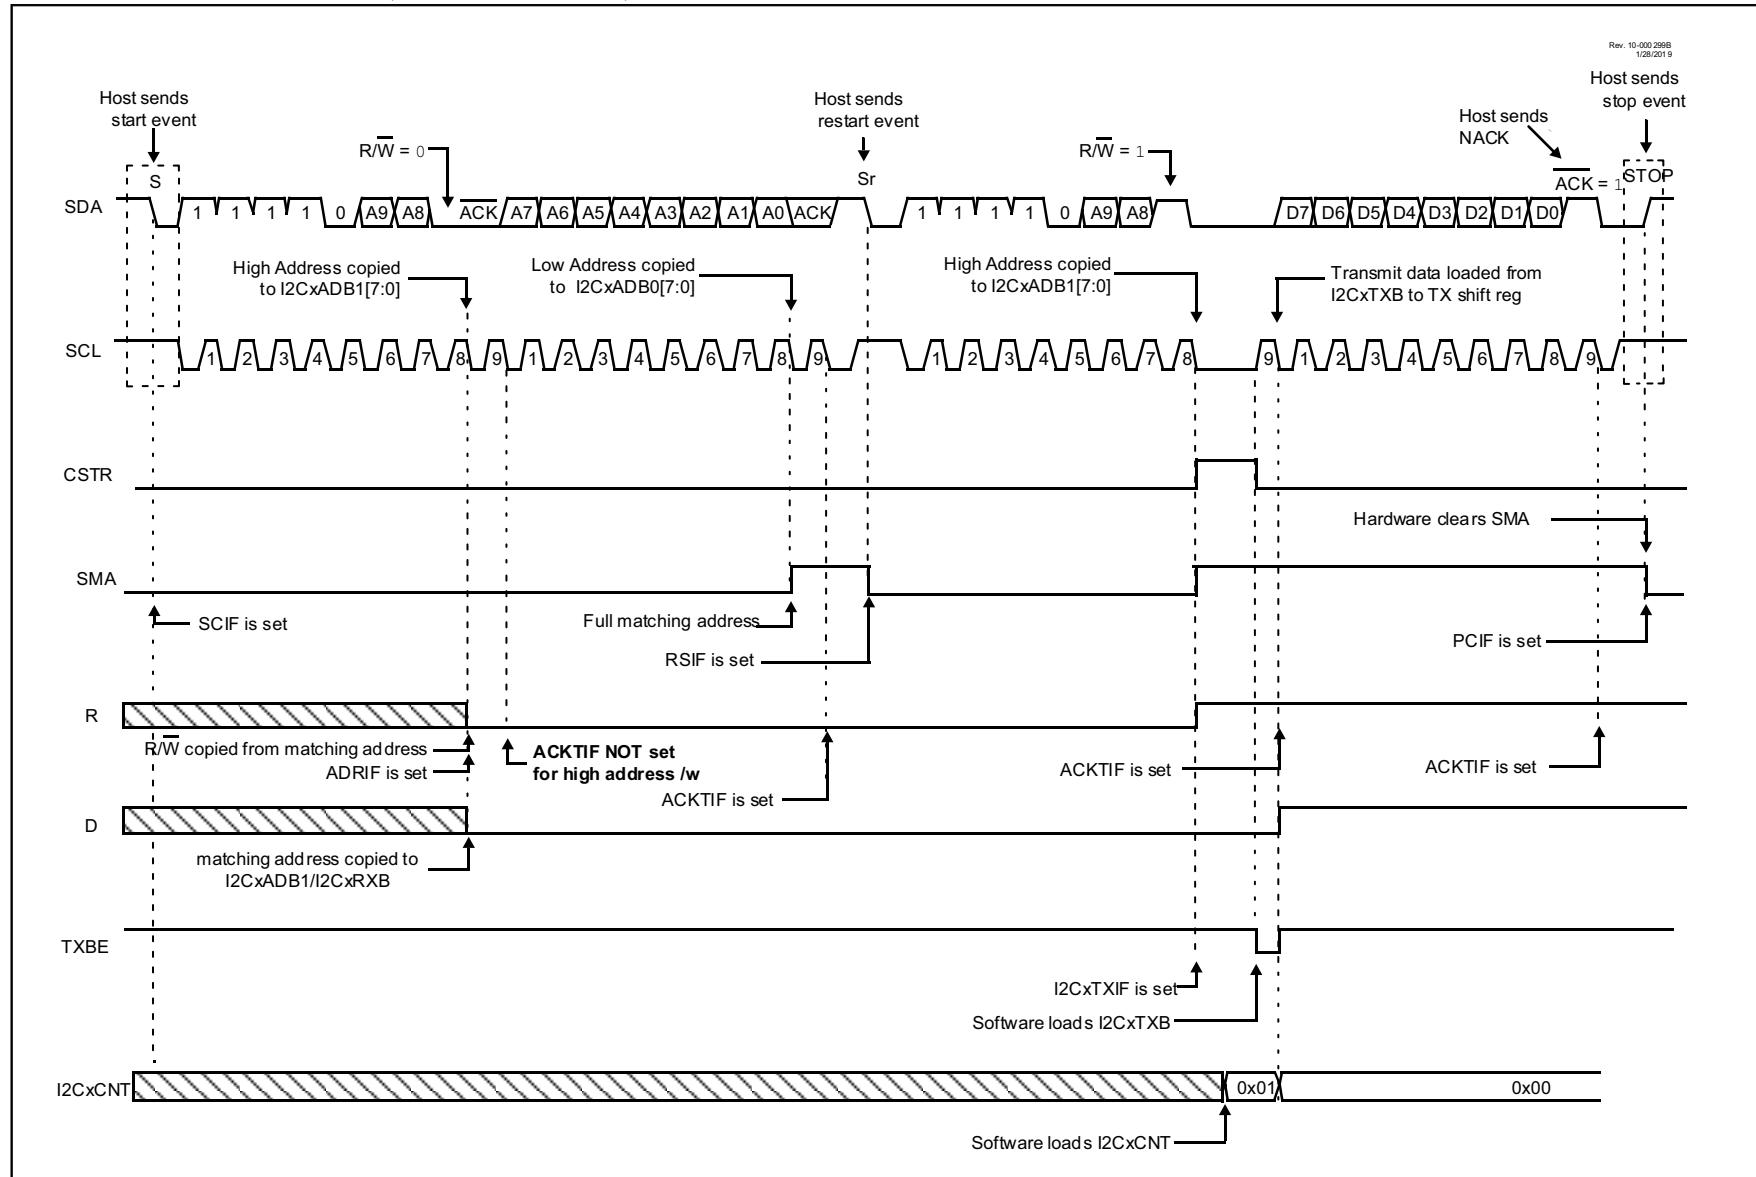 Rev. 10-000 299B
1/28/201 9
Host sends
start event
Host sends
restart event
Host sends
NACK
Host sends
stop event
R/W = 0
R/W = 1
S
Sr
ACK = 1
STOP
SDA
1 1 1 1 0 A9 A8 ACK A7 A6 A5 A4 A3 A2 A1 A0 ACK 1 1 1 1 0 A9 A8 D7 D6 D5 D4 D3 D2 D1 D0
High Address copied
to I2CxADB1[7:0]
Low Address copied
to I2CxADB0[7:0]
High Address copied
to I2CxADB1[7:0]
Transmit data loaded from
I2CxTXB to TX shift reg
SCL
1 2 3 4 5 6 7 8 9 1 2 3 4 5 6 7 8 9 1 2 3 4 5 6 7 8 9 1 2 3 4 5 6 7 8 9
CSTR
Hardware clears SMA
SMA
SCIF is set
Full matching address
RSIF is set
PCIF is set
R
R/W copied from matching address
ADRIF is set
ACKTIF NOT set
for high address /w
ACKTIF is set
ACKTIF is set
ACKTIF is set
D
matching address copied to
I2CxADB1/I2CxRXB
TXBE
I2CxTXIF is set
Software loads I2CxTXB
I2CxCNT
0x01
0x00
Software loads I2CxCNT